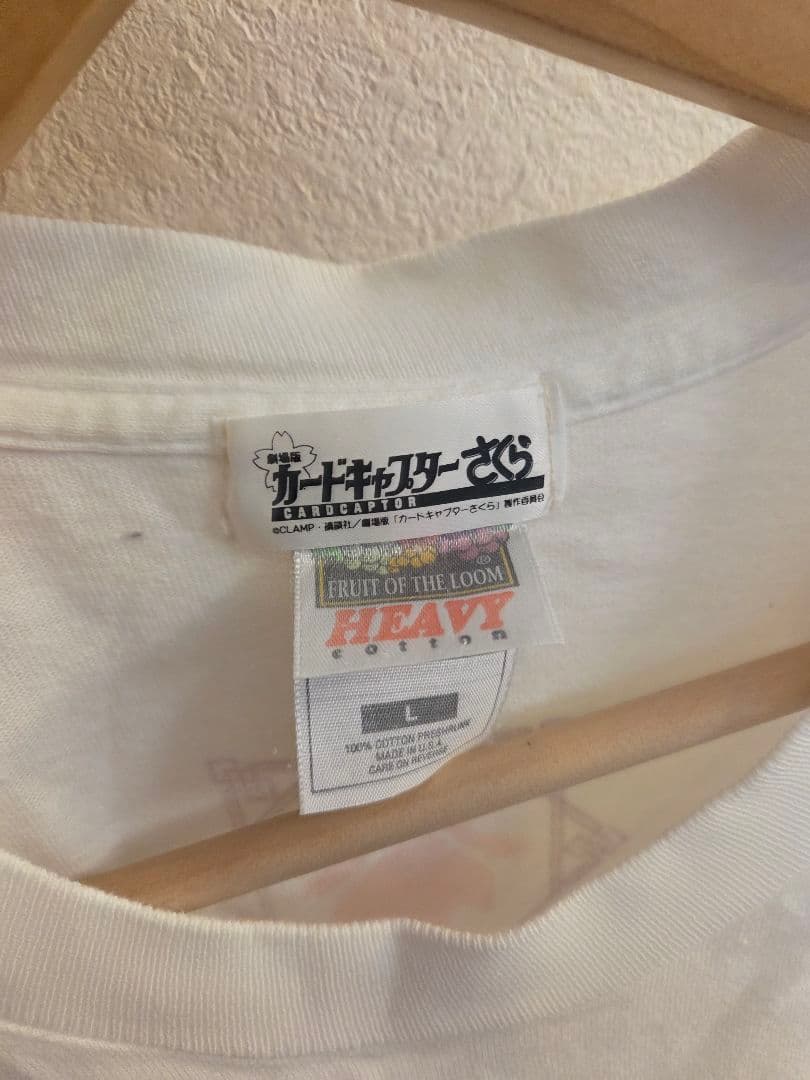 劇場版
カードキャプターさくら
CARDCAPTOR
©CLAMP・講談社/劇場版「カードキャプターさくら」製作委員会
FRUIT OF THE LOOM ®
HEAVY
cotton
L
100% COTTON PRESHRUNK
MADE IN U.S.A.
CARE ON REVERSE